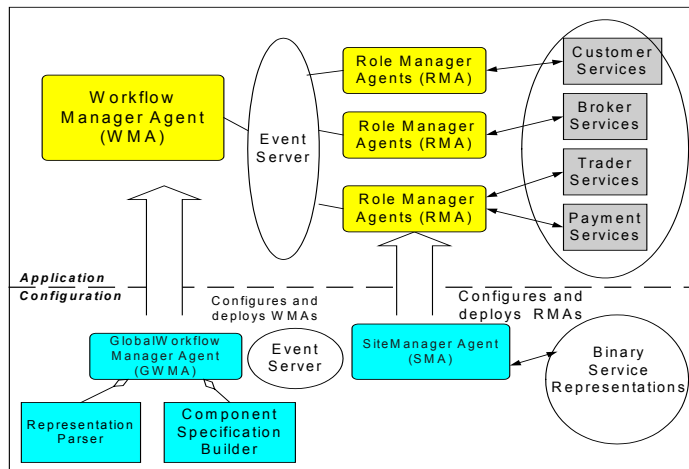 Customer
Services
Role Manager
Agents (RMA)
Workflow
Manager Agent
(WMA)
Broker
Services
Role Manager
Agents (RMA)
Event
Server
Trader
Services
Role Manager
Agents (RMA)
Payment
Services
Application
Configuration
Configures and
deploys WMAs
Configures and
deploys RMAs
GlobalWorkflow
Manager Agent
(GWMA)
Event
Server
SiteManager Agent
(SMA)
Binary
Service
Representations
Representation
Parser
Component
Specification
Builder